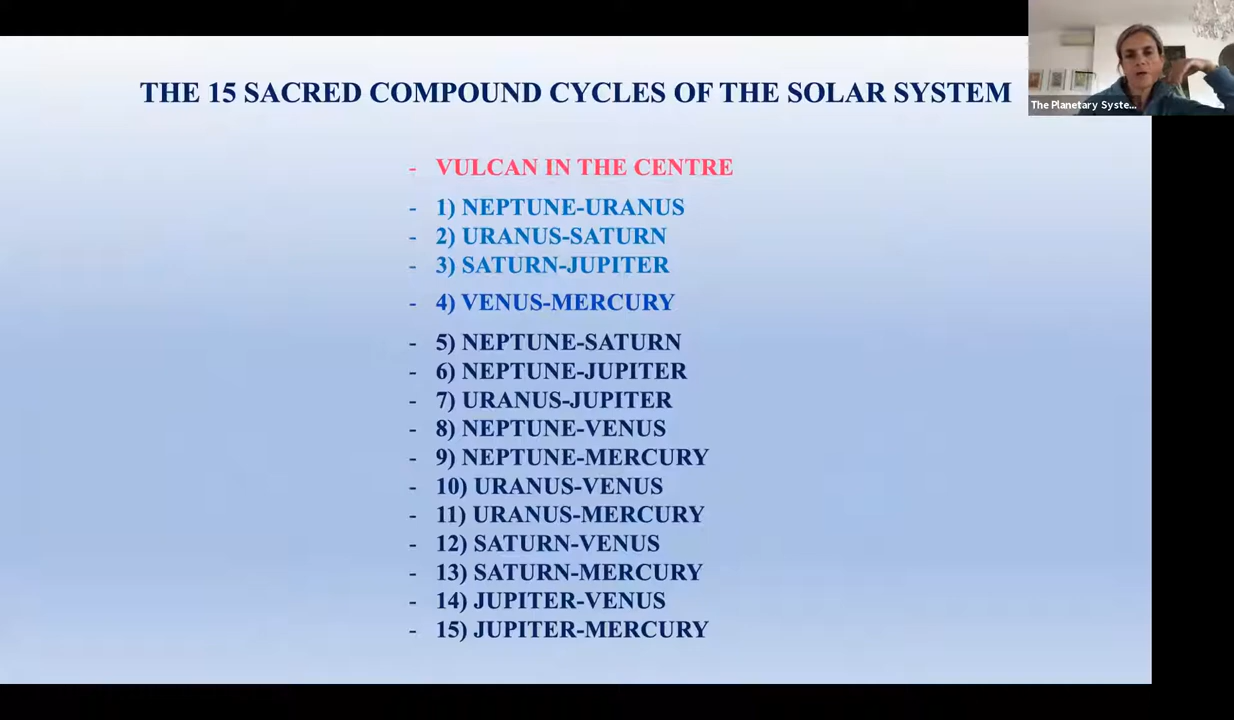 THE 15 SACRED COMPOUND CYCLES OF THE SOLAR SYSTEM
The Planetary Syste...
- VULCAN IN THE CENTRE
- 1) NEPTUNE-URANUS
- 2) URANUS-SATURN
- 3) SATURN-JUPITER
- 4) VENUS-MERCURY
- 5) NEPTUNE-SATURN
- 6) NEPTUNE-JUPITER
- 7) URANUS-JUPITER
- 8) NEPTUNE-VENUS
- 9) NEPTUNE-MERCURY
- 10) URANUS-VENUS
- 11) URANUS-MERCURY
- 12) SATURN-VENUS
- 13) SATURN-MERCURY
- 14) JUPITER-VENUS
- 15) JUPITER-MERCURY